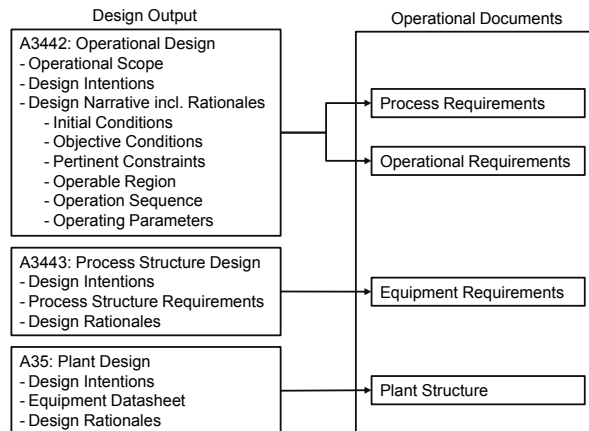 Design Output
A3442: Operational Design
- Operational Scope
- Design Intentions
- Design Narrative incl. Rationales
- Initial Conditions
- Objective Conditions
- Pertinent Constraints
- Operable Region
- Operation Sequence
- Operating Parameters
A3443: Process Structure Design
- Design Intentions
- Process Structure Requirements
- Design Rationales
A35: Plant Design
- Design Intentions
- Equipment Datasheet
- Design Rationales
Operational Documents
Process Requirements
Operational Requirements
Equipment Requirements
Plant Structure